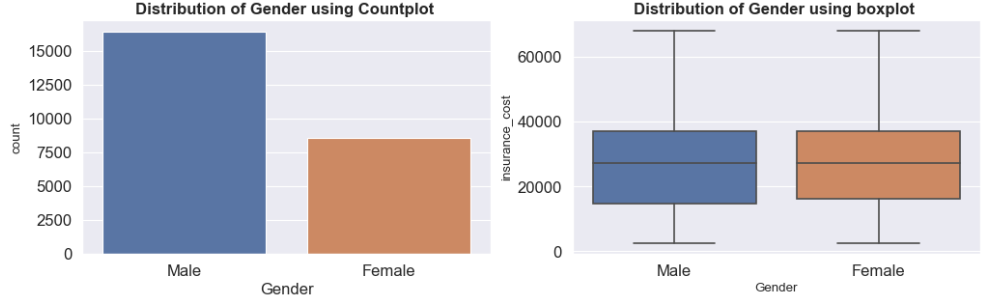 Distribution of Gender using Countplot
15000
12500
10000
7500
5000
2500
0
count
Male Female
Gender
Distribution of Gender using boxplot
60000
40000
20000
0
insurance_cost
Male Female
Gender